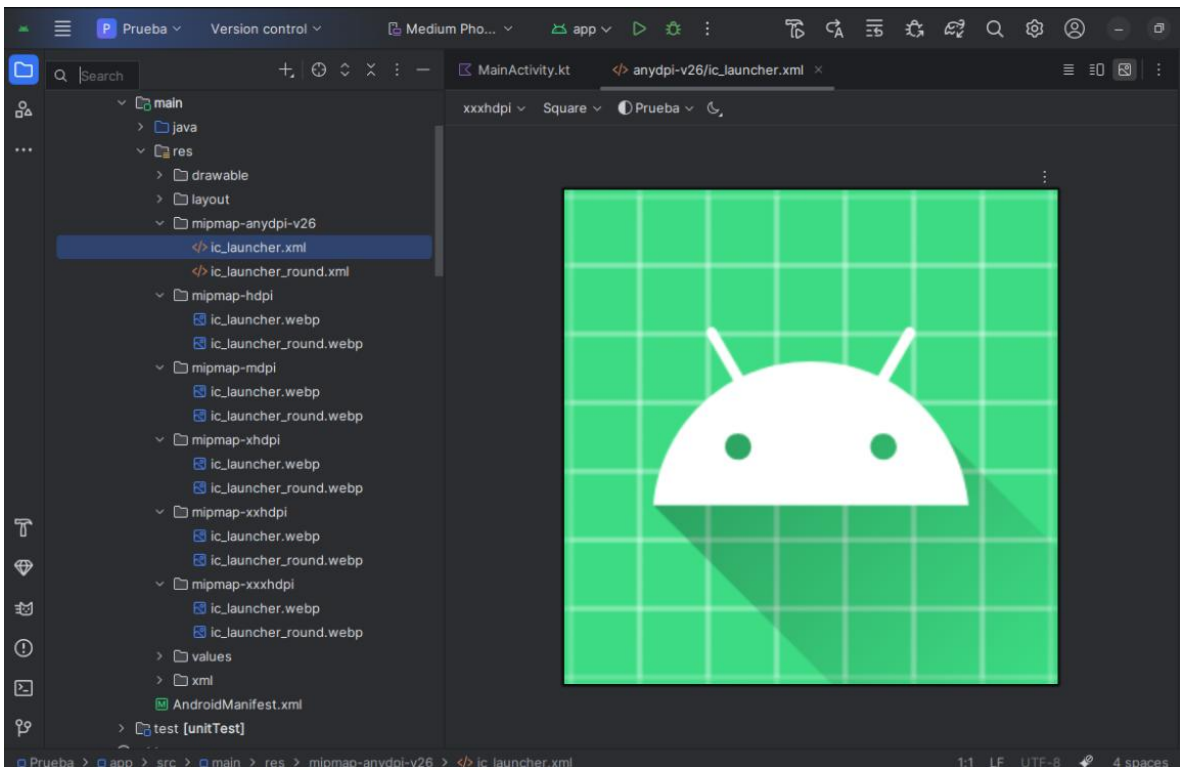 P Prueba Version control Medium Pho... app
Search
MainActivity.kt anydpi-v26/ic_launcher.xml
xxxhdpi Square Prueba
main
java
res
drawable
layout
mipmap-anydpi-v26
ic_launcher.xml
ic_launcher_round.xml
mipmap-hdpi
ic_launcher.webp
ic_launcher_round.webp
mipmap-mdpi
ic_launcher.webp
ic_launcher_round.webp
mipmap-xhdpi
ic_launcher.webp
ic_launcher_round.webp
mipmap-xxhdpi
ic_launcher.webp
ic_launcher_round.webp
mipmap-xxxhdpi
ic_launcher.webp
ic_launcher_round.webp
values
xml
AndroidManifest.xml
test [unitTest]
Prueba > app > src > main > res > mipmap-anydpi-v26 > ic_launcher.xml 1:1 LF UTF-8 4 spaces